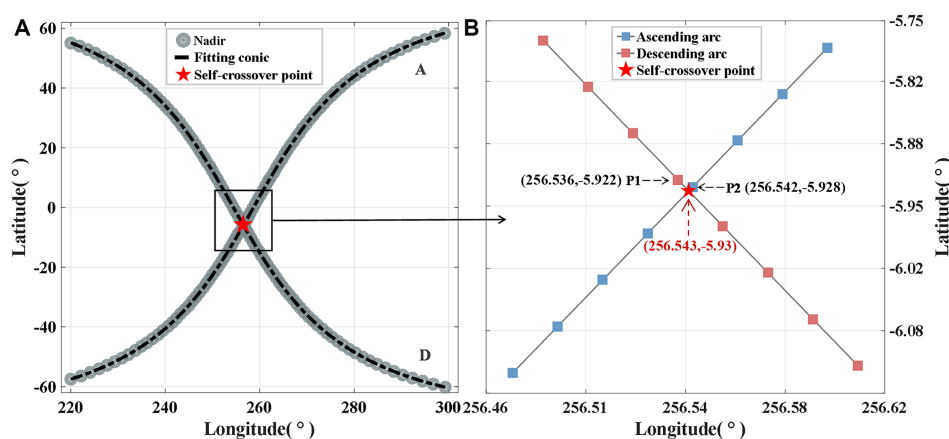 A
60
40
20
0
-20
-40
-60
Latitude( ° )
220
240
260
280
300
Longitude( ° )
Nadir
Fitting conic
Self-crossover point
A
D
B
-5.75
-5.82
-5.88
-5.95
-6.02
-6.08
Latitude( ° )
256.46
256.51
256.54
256.58
256.62
Longitude( ° )
Ascending arc
Descending arc
Self-crossover point
(256.536,-5.922) P1
P2 (256.542,-5.928)
(256.543,-5.93)